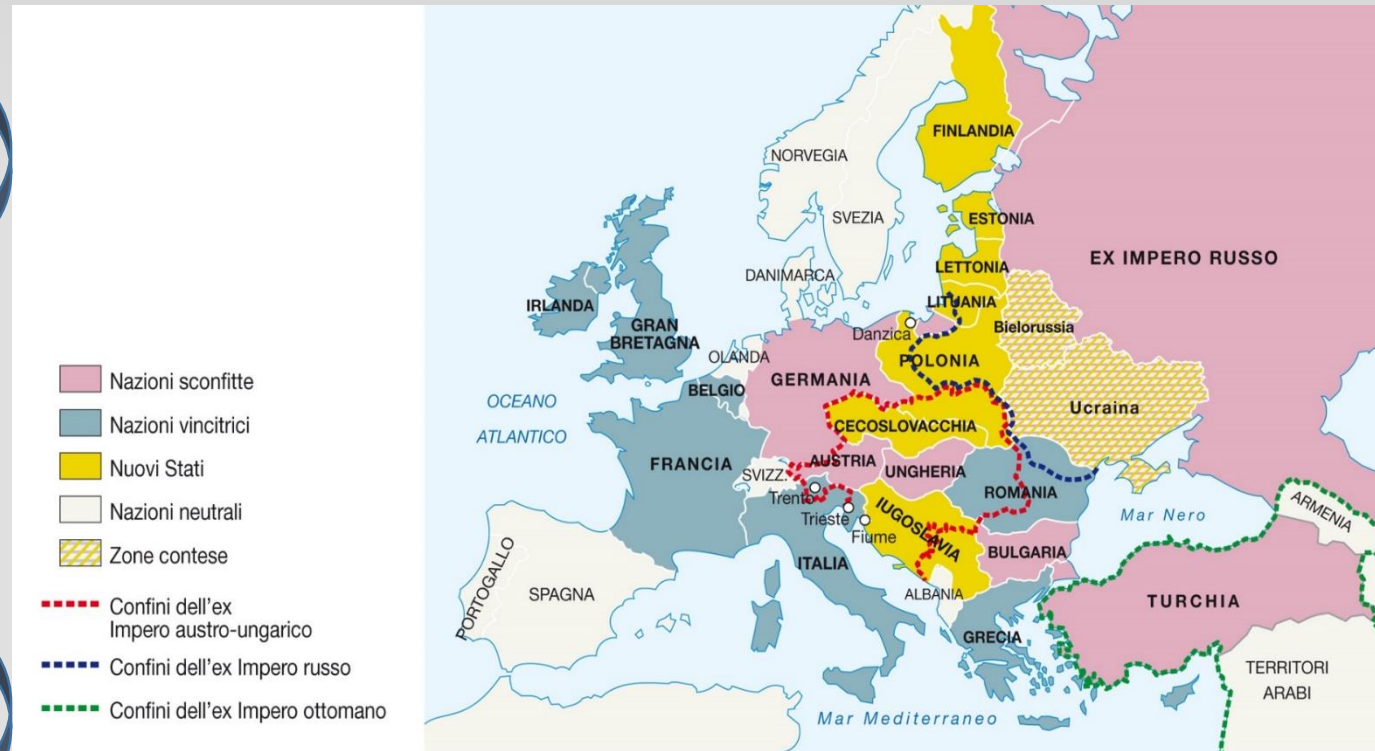 Nazioni sconfitte
Nazioni vincitrici
Nuovi Stati
Nazioni neutrali
Zone contese
Confini dell'ex
Impero austro-ungarico
Confini dell'ex Impero russo
Confini dell'ex Impero ottomano
FINLANDIA
NORVEGIA
SVEZIA
ESTONIA
EX IMPERO RUSSO
LETTONIA
DANIMARCA
LITUANIA
IRLANDA
GRAN
BRETAGNA
Bielorussia
Danzica
OLANDA
POLONIA
GERMANIA
BELGIO
OCEANO
ATLANTICO
Ucraina
CECOSLOVACCHIA
FRANCIA
AUSTRIA
UNGHERIA
SVIZZ.
ROMANIA
Trento
Trieste
Fiume
IUGOSLAVIA
Mar Nero
ARMENIA
BULGARIA
ITALIA
PORTOGALLO
SPAGNA
ALBANIA
TURCHIA
GRECIA
TERRITORI
ARABI
Mar Mediterraneo